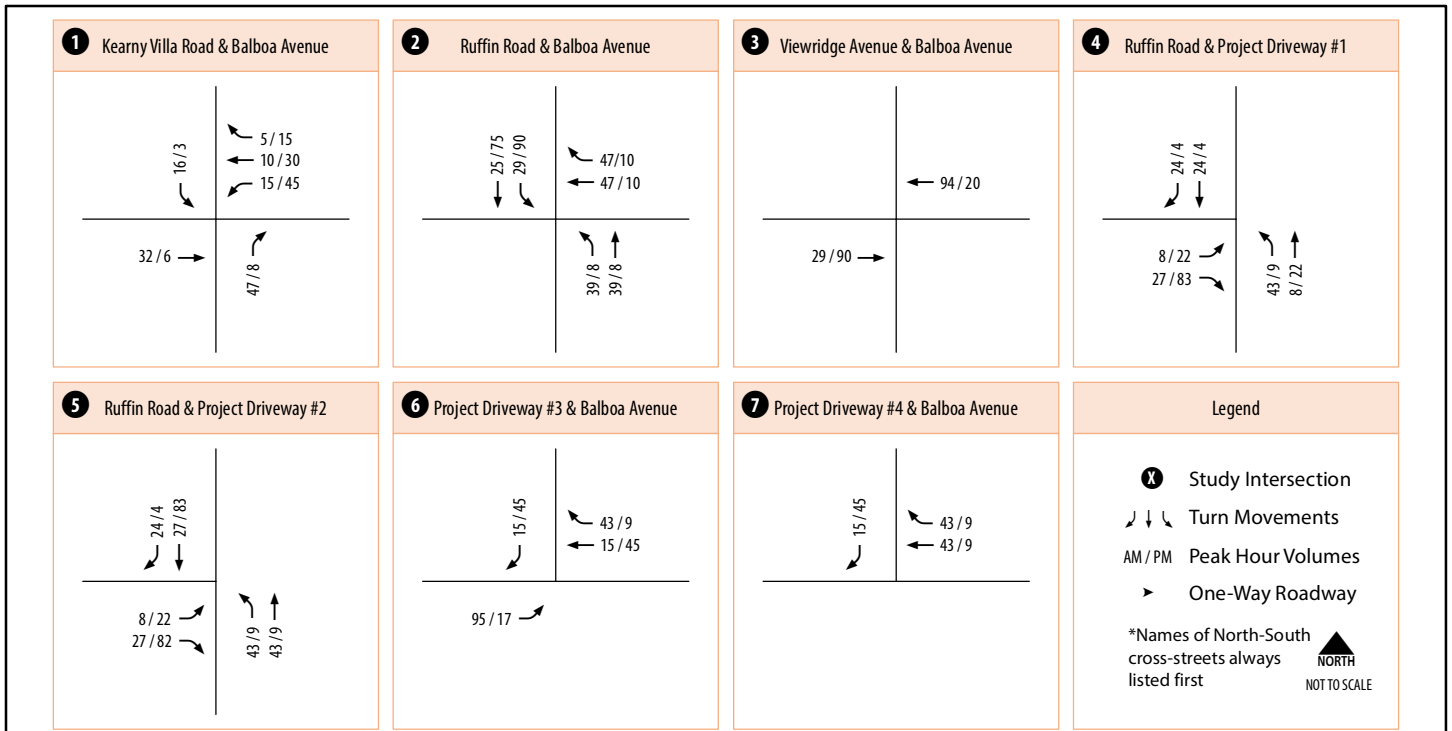 1 Kearny Villa Road & Balboa Avenue
16 / 3
5 / 15
10 / 30
15 / 45
32 / 6
47 / 8
2 Ruffin Road & Balboa Avenue
25 / 75
29 / 90
47/10
47 / 10
39 / 8
39 / 8
3 Viewridge Avenue & Balboa Avenue
94 / 20
29 / 90
4 Ruffin Road & Project Driveway #1
24 / 4
24 / 4
8 / 22
27 / 83
43 / 9
8 / 22
5 Ruffin Road & Project Driveway #2
24 / 4
27 / 83
8 / 22
27 / 82
43 / 9
43 / 9
6 Project Driveway #3 & Balboa Avenue
15 / 45
43 / 9
15 / 45
95 / 17
7 Project Driveway #4 & Balboa Avenue
15 / 45
43 / 9
43 / 9
Legend
X Study Intersection
Turn Movements
AM / PM Peak Hour Volumes
One-Way Roadway
*Names of North-South
cross-streets always
listed first
NORTH
NOT TO SCALE